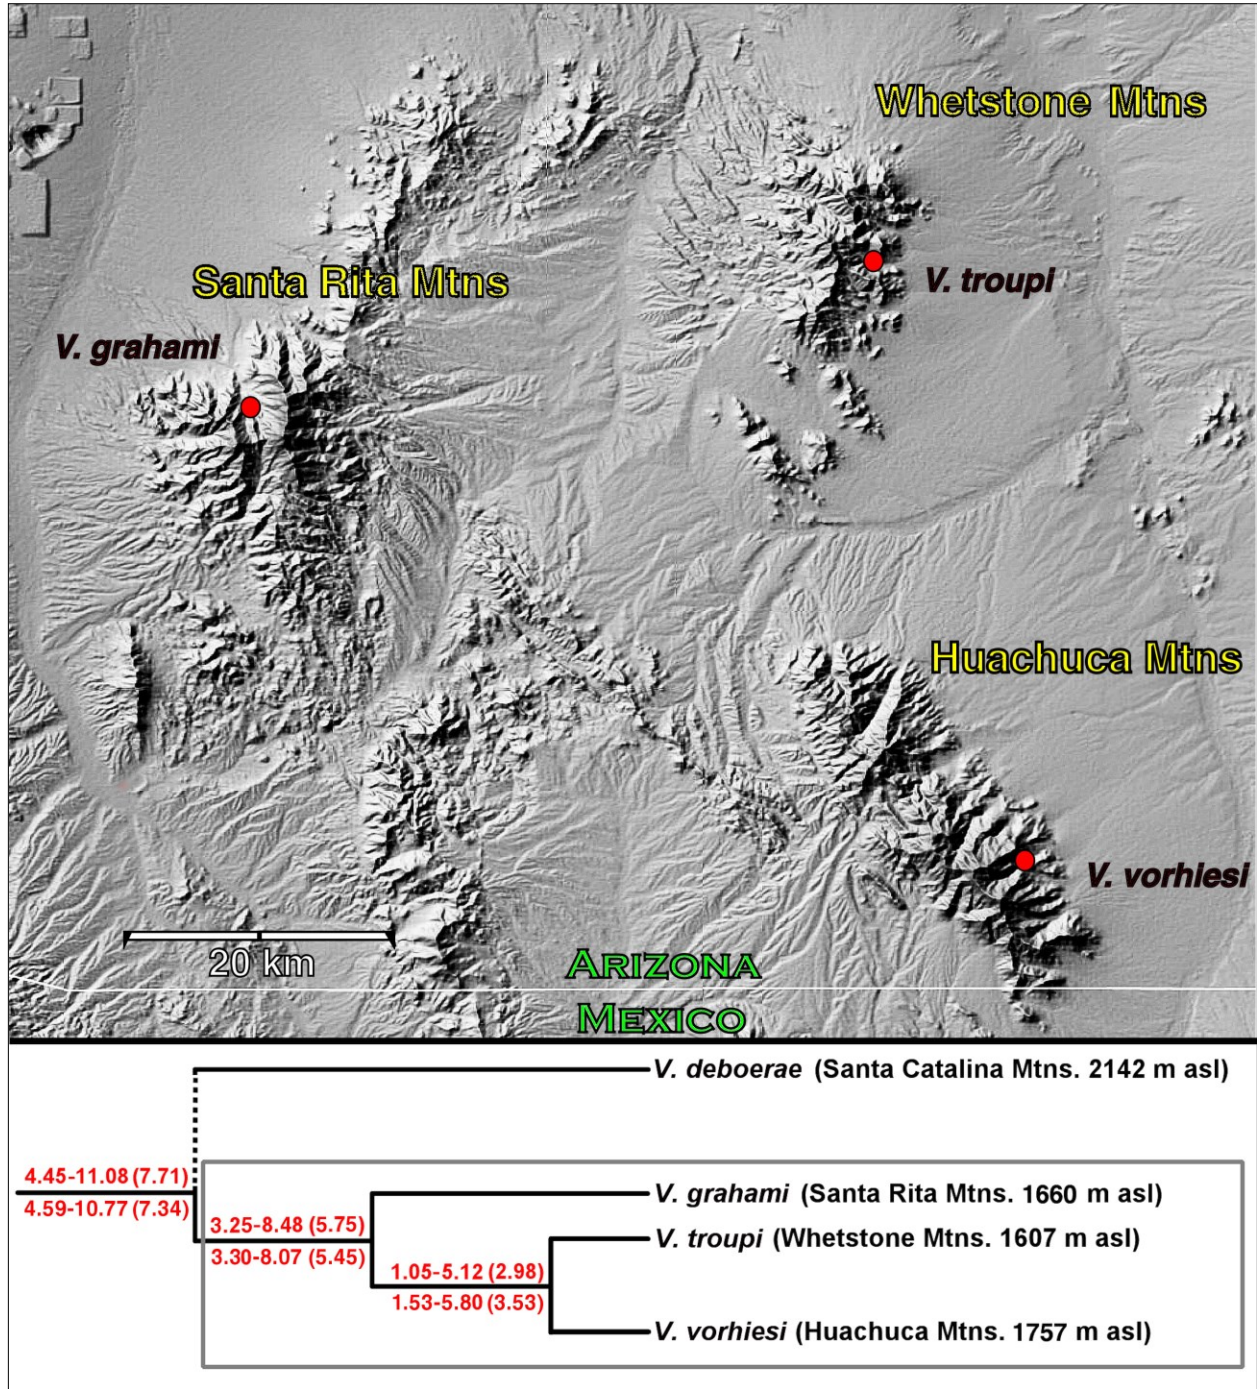 Whetstone Mtns
Santa Rita Mtns
V. troupi
V. grahami
Huachuca Mtns
V. vorhiesi
20 km
ARIZONA
MEXICO
V. deboerae (Santa Catalina Mtns. 2142 m asl)
4.45-11.08 (7.71)
4.59-10.77 (7.34)
V. grahami (Santa Rita Mtns. 1660 m asl)
3.25-8.48 (5.75)
3.30-8.07 (5.45)
V. troupi (Whetstone Mtns. 1607 m asl)
1.05-5.12 (2.98)
1.53-5.80 (3.53)
V. vorhiesi (Huachuca Mtns. 1757 m asl)